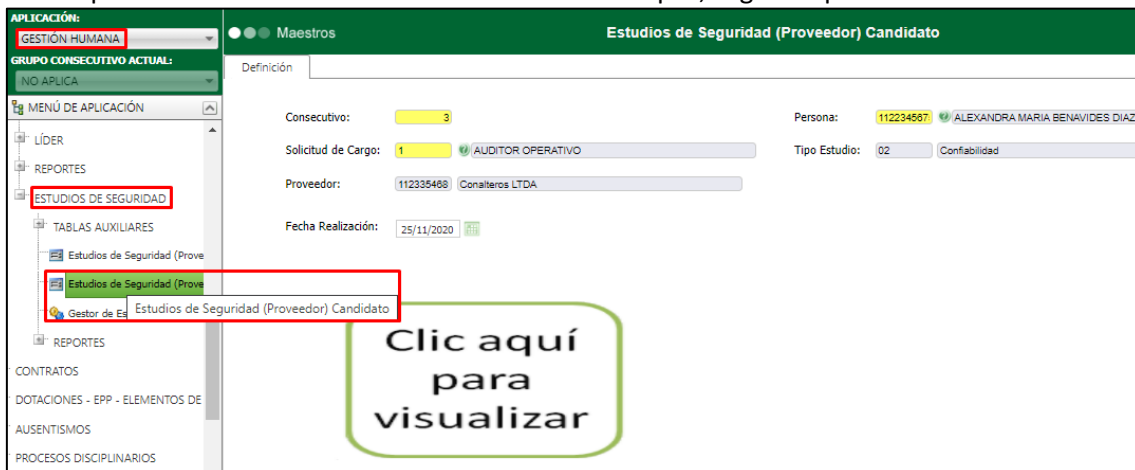 APLICACIÓN:
GESTIÓN HUMANA
GRUPO CONSECUTIVO ACTUAL:
NO APLICA
MENÚ DE APLICACIÓN
LÍDER
REPORTES
ESTUDIOS DE SEGURIDAD
TABLAS AUXILIARES
Estudios de Seguridad (Prove
Estudios de Seguridad (Prove
Gestor de Es
Estudios de Seguridad (Proveedor) Candidato
REPORTES
CONTRATOS
DOTACIONES - EPP - ELEMENTOS DE
AUSENTISMOS
PROCESOS DISCIPLINARIOS
Maestros
Estudios de Seguridad (Proveedor) Candidato
Definición
Consecutivo: 3
Persona: 112234567 ALEXANDRA MARIA BENAVIDES DIAZ
Solicitud de Cargo: 1 AUDITOR OPERATIVO
Tipo Estudio: 02 Confiabilidad
Proveedor: 112335468 Conalteros LTDA
Fecha Realización: 25/11/2020
Clic aquí
para
visualizar